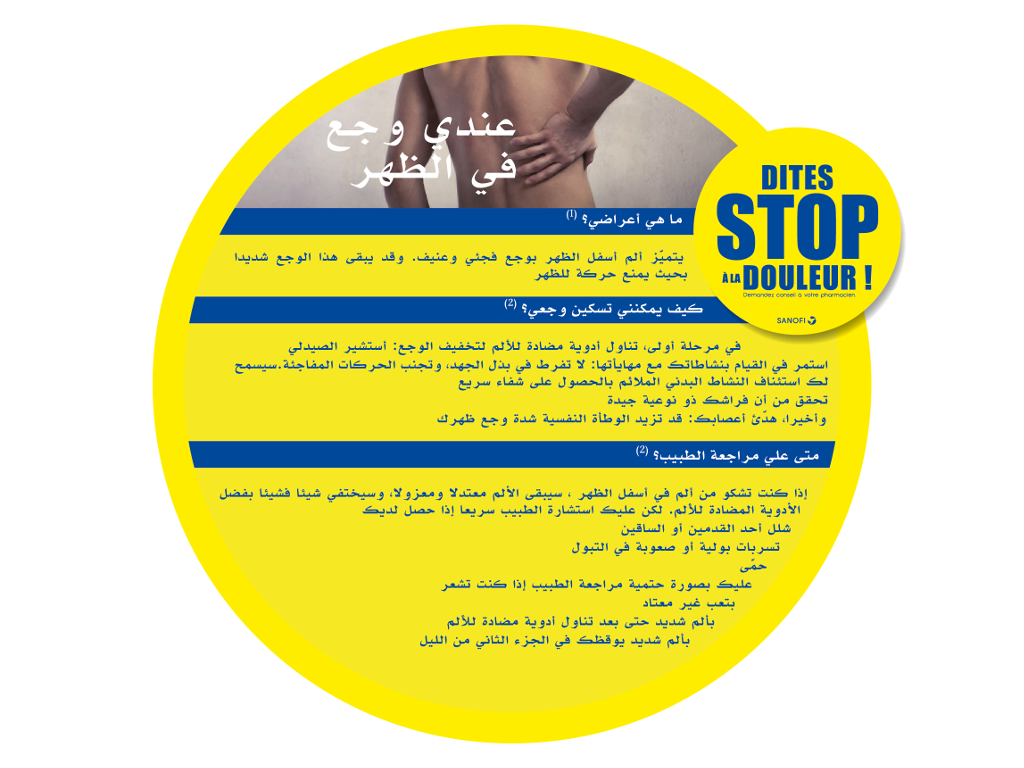 عندي وجع
في الظهر
ما هي أعراضي؟ (1)
يتميّز ألم أسفل الظهر بوجع فجئي وعنيف. وقد يبقى هذا الوجع شديدا
بحيث يمنع حركة للظهر
كيف يمكنني تسكين وجعي؟ (2)
في مرحلة أولى، تناول أدوية مضادة للألم لتخفيف الوجع: أستشير الصيدلي
استمر في القيام بنشاطاتك مع مهايأتها: لا تفرط في بذل الجهد، وتجنب الحركات المفاجئة.سيسمح
لك استئناف النشاط البدني الملائم بالحصول على شفاء سريع
تحقق من أن فراشك ذو نوعية جيدة
وأخيرا، هدّئ أعصابك: قد تزيد الوطأة النفسية شدة وجع ظهرك
متى علي مراجعة الطبيب؟ (2)
إذا كنت تشكو من ألم في أسفل الظهر ، سيبقى الألم معتدلا ومعزولا، وسيختفي شيئا فشيئا بفضل
الأدوية المضادة للألم. لكن عليك استشارة الطبيب سريعا إذا حصل لديك
شلل أحد القدمين أو الساقين
تسربات بولية أو صعوبة في التبول
حمّى
عليك بصورة حتمية مراجعة الطبيب إذا كنت تشعر
بتعب غير معتاد
بألم شديد حتى بعد تناول أدوية مضادة للألم
بألم شديد يوقظك في الجزء الثاني من الليل
DITES
STOP
À LA DOULEUR !
Demandez conseil à votre pharmacien.
SANOFI